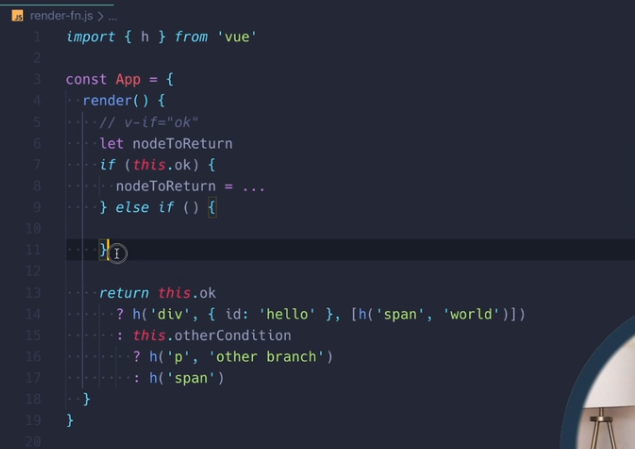 JS render-fn.js > ...
1 import { h } from 'vue'
2
3 const App = {
4 render() {
5 // v-if="ok"
6 let nodeToReturn
7 if (this.ok) {
8 nodeToReturn = ...
9 } else if () {
10
11 }
12
13 return this.ok
14 ? h('div', { id: 'hello' }, [h('span', 'world')])
15 : this.otherCondition
16 ? h('p', 'other branch')
17 : h('span')
18 }
19 }
20